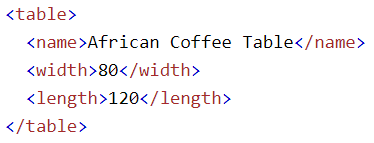 <table>
  <name>African Coffee Table</name>
  <width>80</width>
  <length>120</length>
</table>